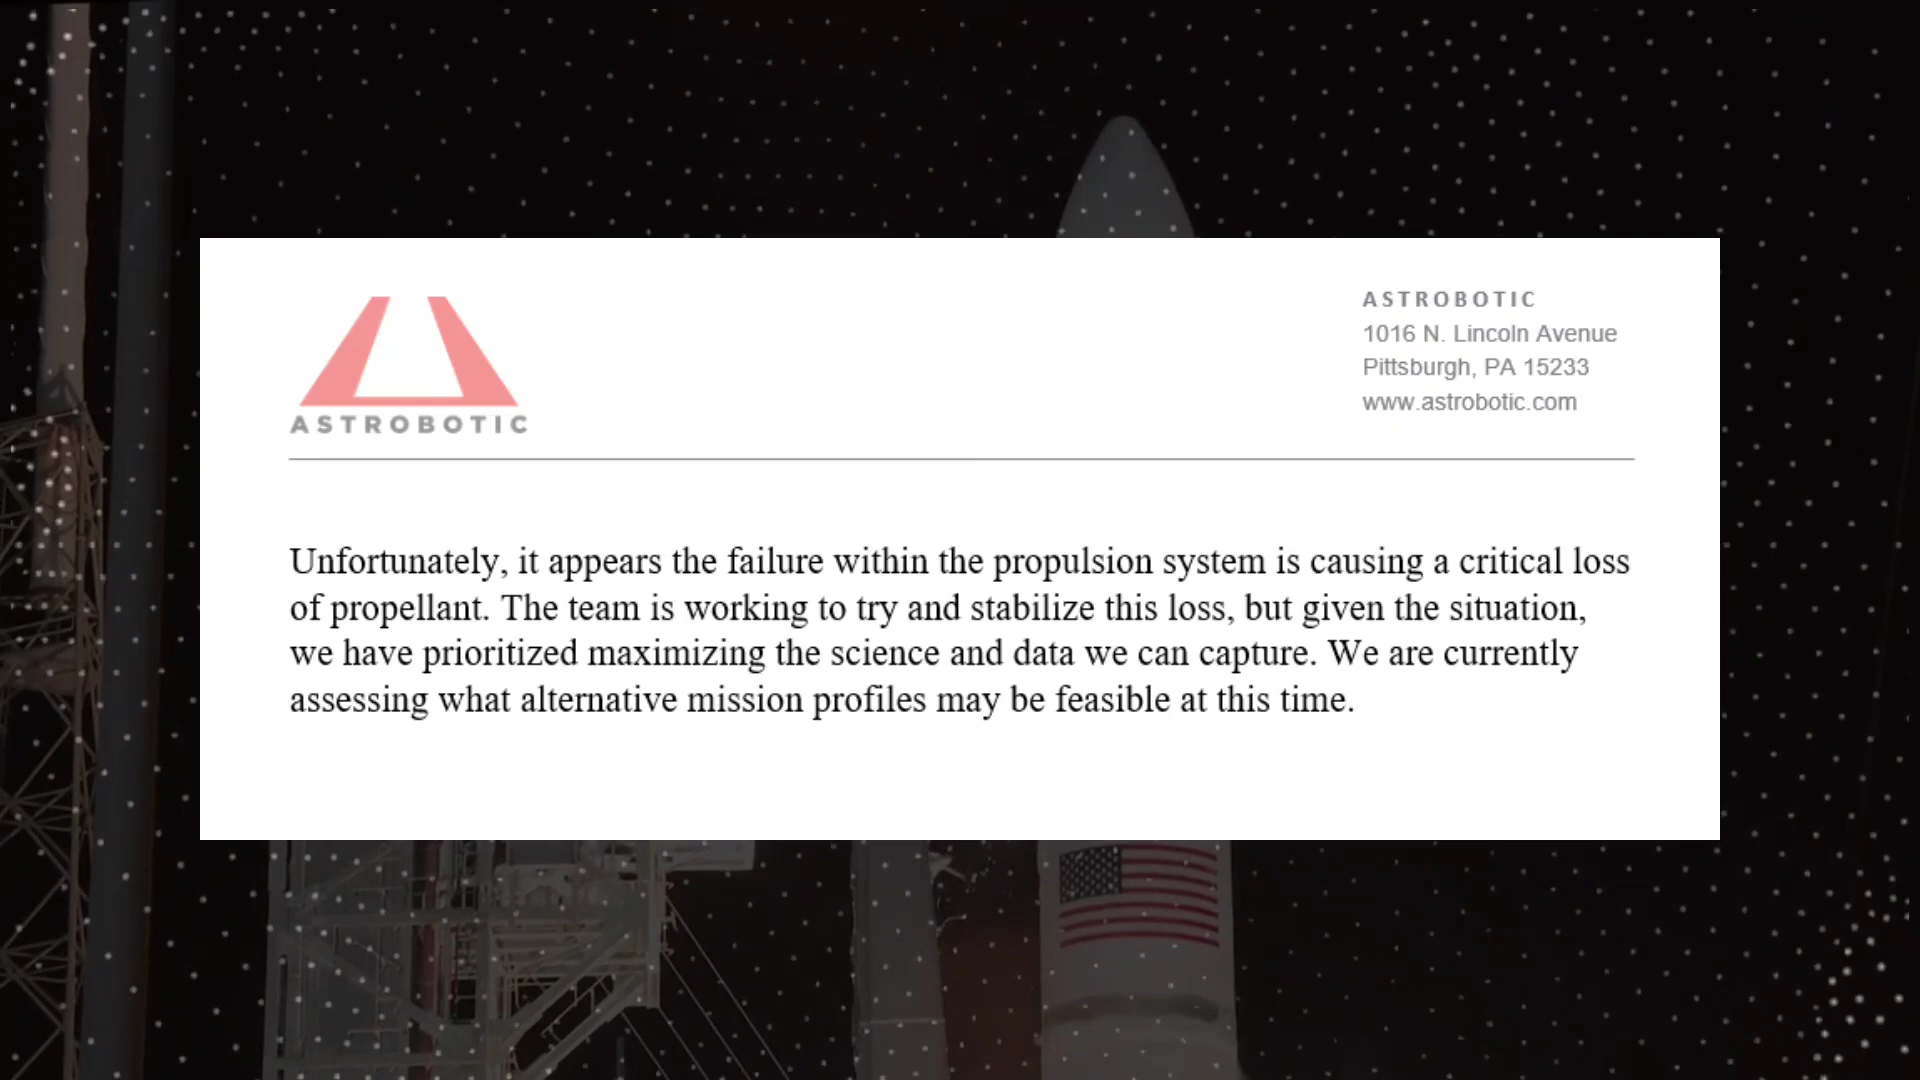 ASTROBOTIC
ASTROBOTIC
1016 N. Lincoln Avenue
Pittsburgh, PA 15233
www.astrobotic.com
Unfortunately, it appears the failure within the propulsion system is causing a critical loss
of propellant. The team is working to try and stabilize this loss, but given the situation,
we have prioritized maximizing the science and data we can capture. We are currently
assessing what alternative mission profiles may be feasible at this time.